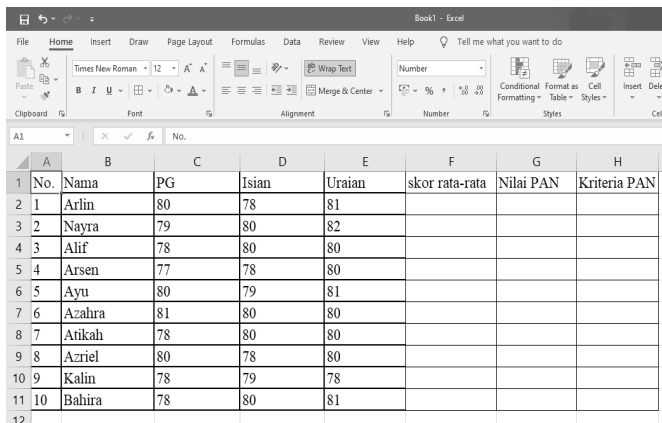 Book1 - Excel
File Home Insert Draw Page Layout Formulas Data Review View Help Tell me what you want to do
Paste
Times New Roman 12 A A
Wrap Text
Number
B I U A
Merge & Center
% , 
Conditional Formatting Format as Table Cell Styles
Insert
Clipboard Font Alignment Number Styles
A1 fx No.
A B C D E F G H
1 No. Nama PG Isian Uraian skor rata-rata Nilai PAN Kriteria PAN
2 1 Arlin 80 78 81
3 2 Nayra 79 80 82
4 3 Alif 78 80 80
5 4 Arsen 77 78 80
6 5 Ayu 80 79 81
7 6 Azahra 81 80 80
8 7 Atikah 78 80 80
9 8 Azriel 80 78 80
10 9 Kalin 78 79 78
11 10 Bahira 78 80 81
12